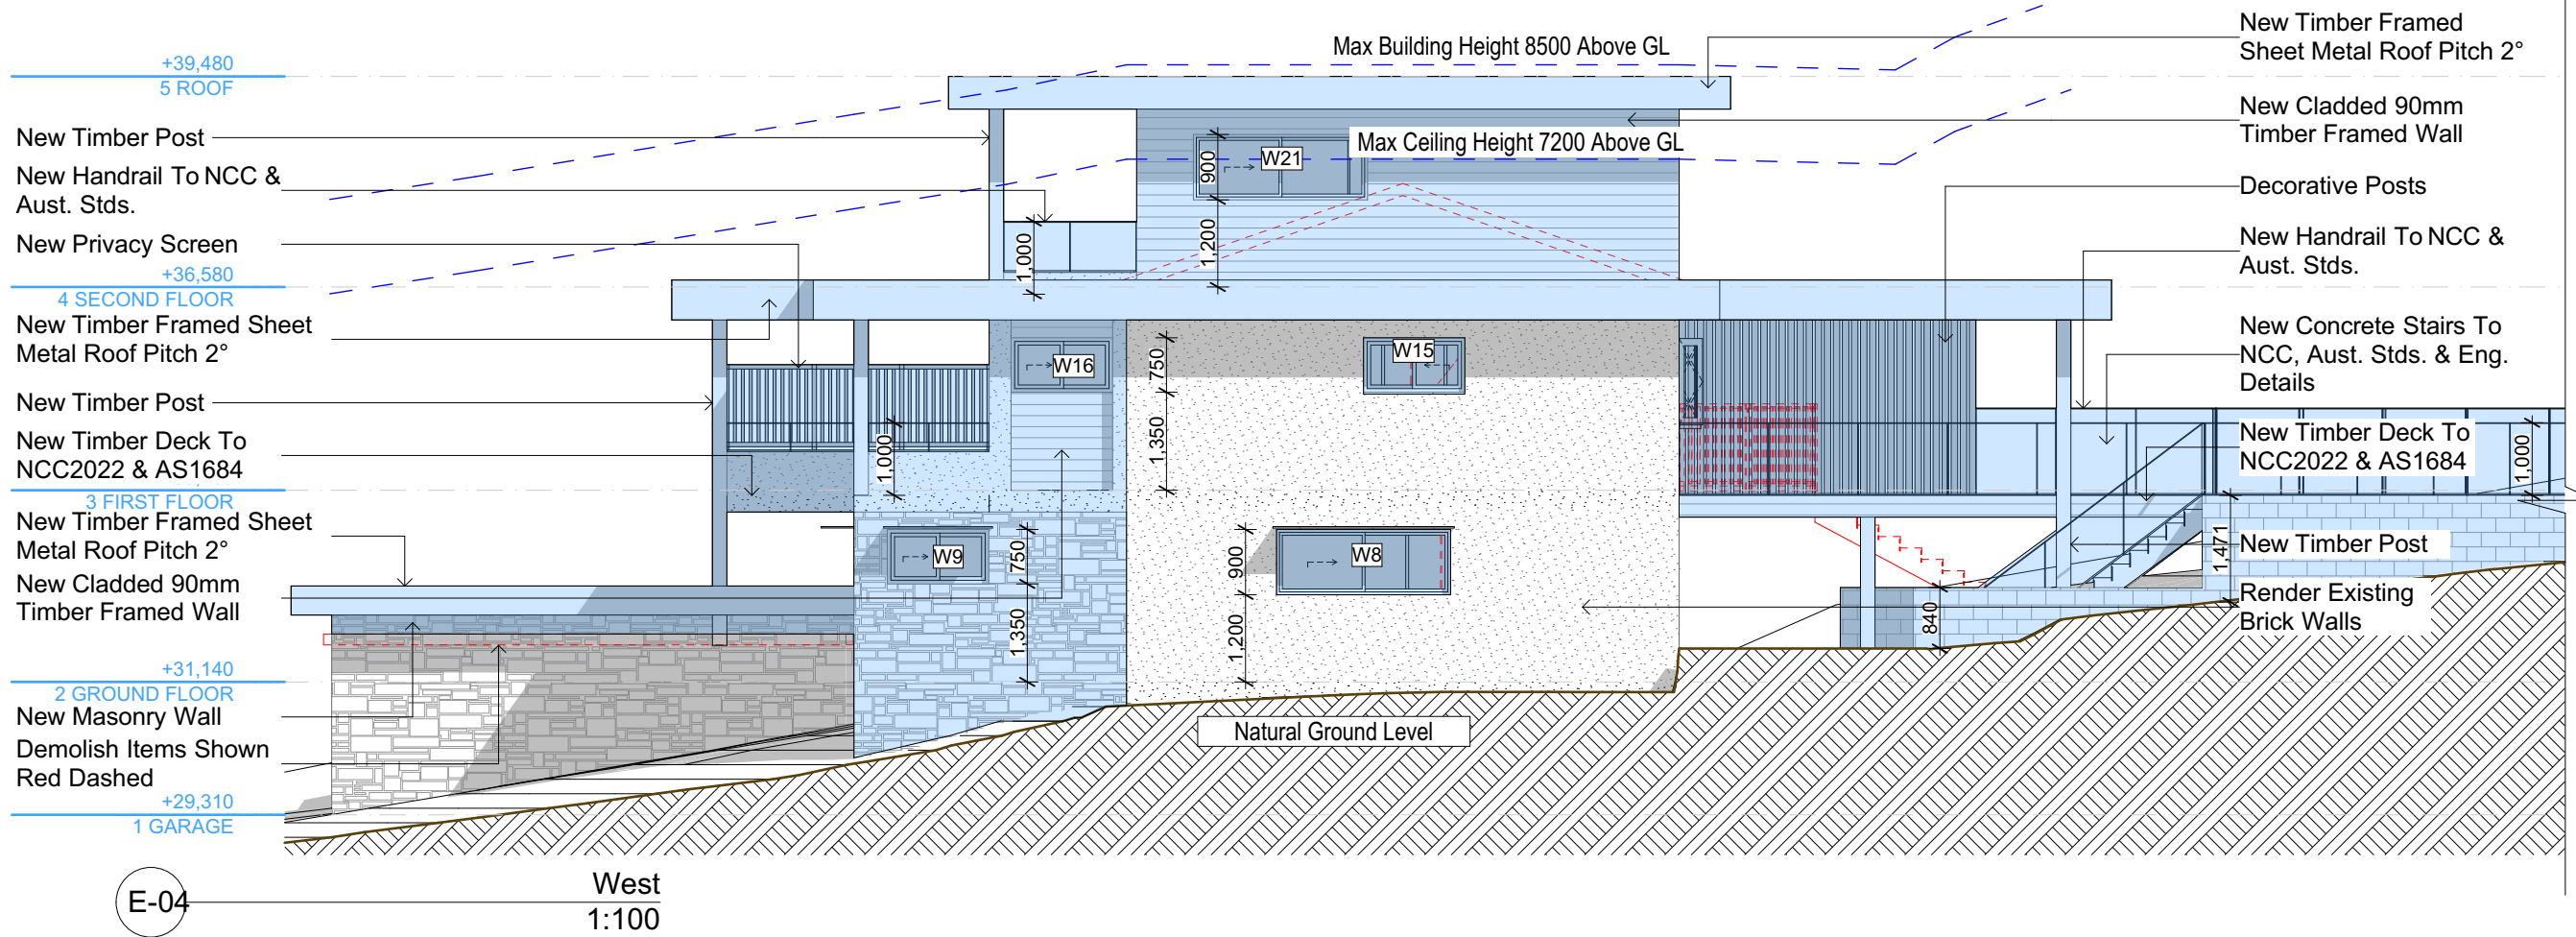 Max Building Height 8500 Above GL
Max Ceiling Height 7200 Above GL
+39,480
5 ROOF
New Timber Post
New Handrail To NCC &
Aust. Stds.
New Privacy Screen
+36,580
4 SECOND FLOOR
New Timber Framed Sheet
Metal Roof Pitch 2°
New Timber Post
New Timber Deck To
NCC2022 & AS1684
3 FIRST FLOOR
New Timber Framed Sheet
Metal Roof Pitch 2°
New Cladded 90mm
Timber Framed Wall
+31,140
2 GROUND FLOOR
New Masonry Wall
Demolish Items Shown
Red Dashed
+29,310
1 GARAGE
W21
900
1,200
1,000
W16
W15
750
1,350
1,000
W9
750
1,350
W8
900
1,200
840
1,471
1,000
Natural Ground Level
New Timber Framed
Sheet Metal Roof Pitch 2°
New Cladded 90mm
Timber Framed Wall
Decorative Posts
New Handrail To NCC &
Aust. Stds.
New Concrete Stairs To
NCC, Aust. Stds. & Eng.
Details
New Timber Deck To
NCC2022 & AS1684
New Timber Post
Render Existing
Brick Walls
E-04
West
1:100